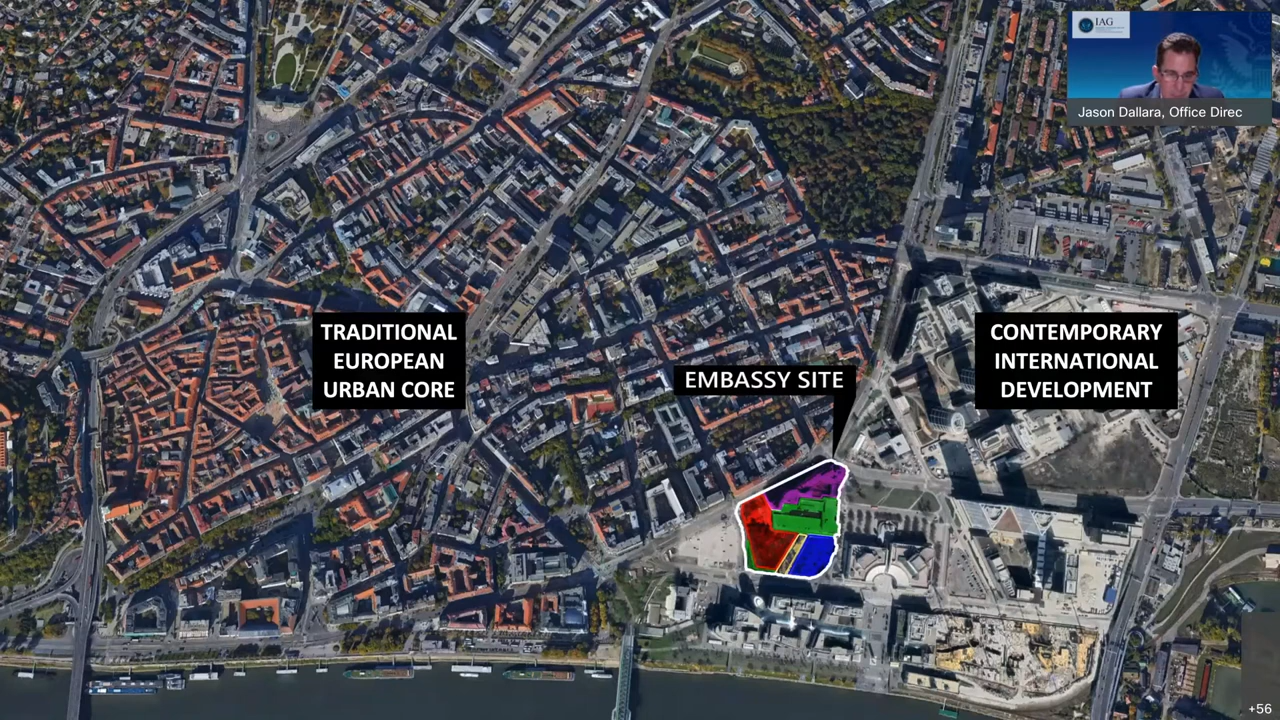 IAG
Jason Dallara, Office Direc
TRADITIONAL
EUROPEAN
URBAN CORE
EMBASSY SITE
CONTEMPORARY
INTERNATIONAL
DEVELOPMENT
+56